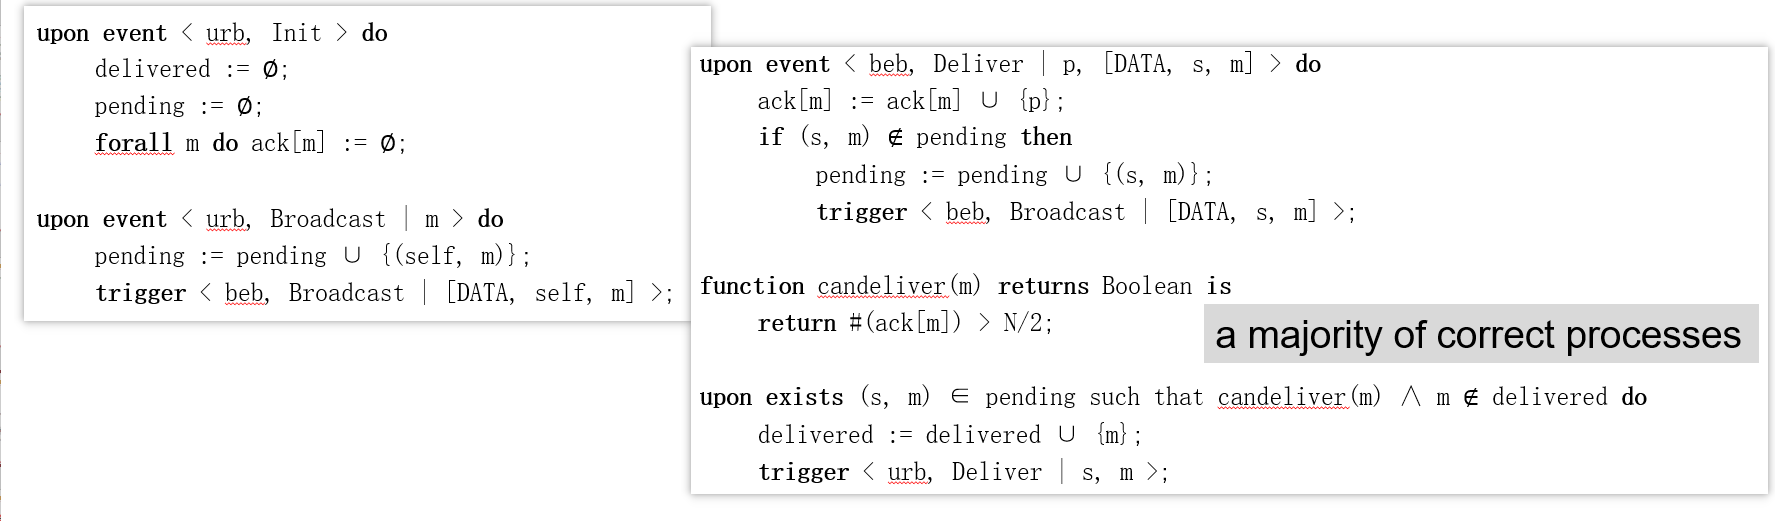 upon event < urb, Init > do
delivered := ∅;
pending := ∅;
forall m do ack[m] := ∅;
upon event < urb, Broadcast | m > do
pending := pending ∪ {(self, m)};
trigger < beb, Broadcast | [DATA, self, m] >;
upon event < beb, Deliver | p, [DATA, s, m] > do
ack[m] := ack[m] ∪ {p};
if (s, m) ∉ pending then
pending := pending ∪ {(s, m)};
trigger < beb, Broadcast | [DATA, s, m] >;
function candeliver(m) returns Boolean is
return #(ack[m]) > N/2;
a majority of correct processes
upon exists (s, m) ∈ pending such that candeliver(m) ∧ m ∉ delivered do
delivered := delivered ∪ {m};
trigger < urb, Deliver | s, m >;